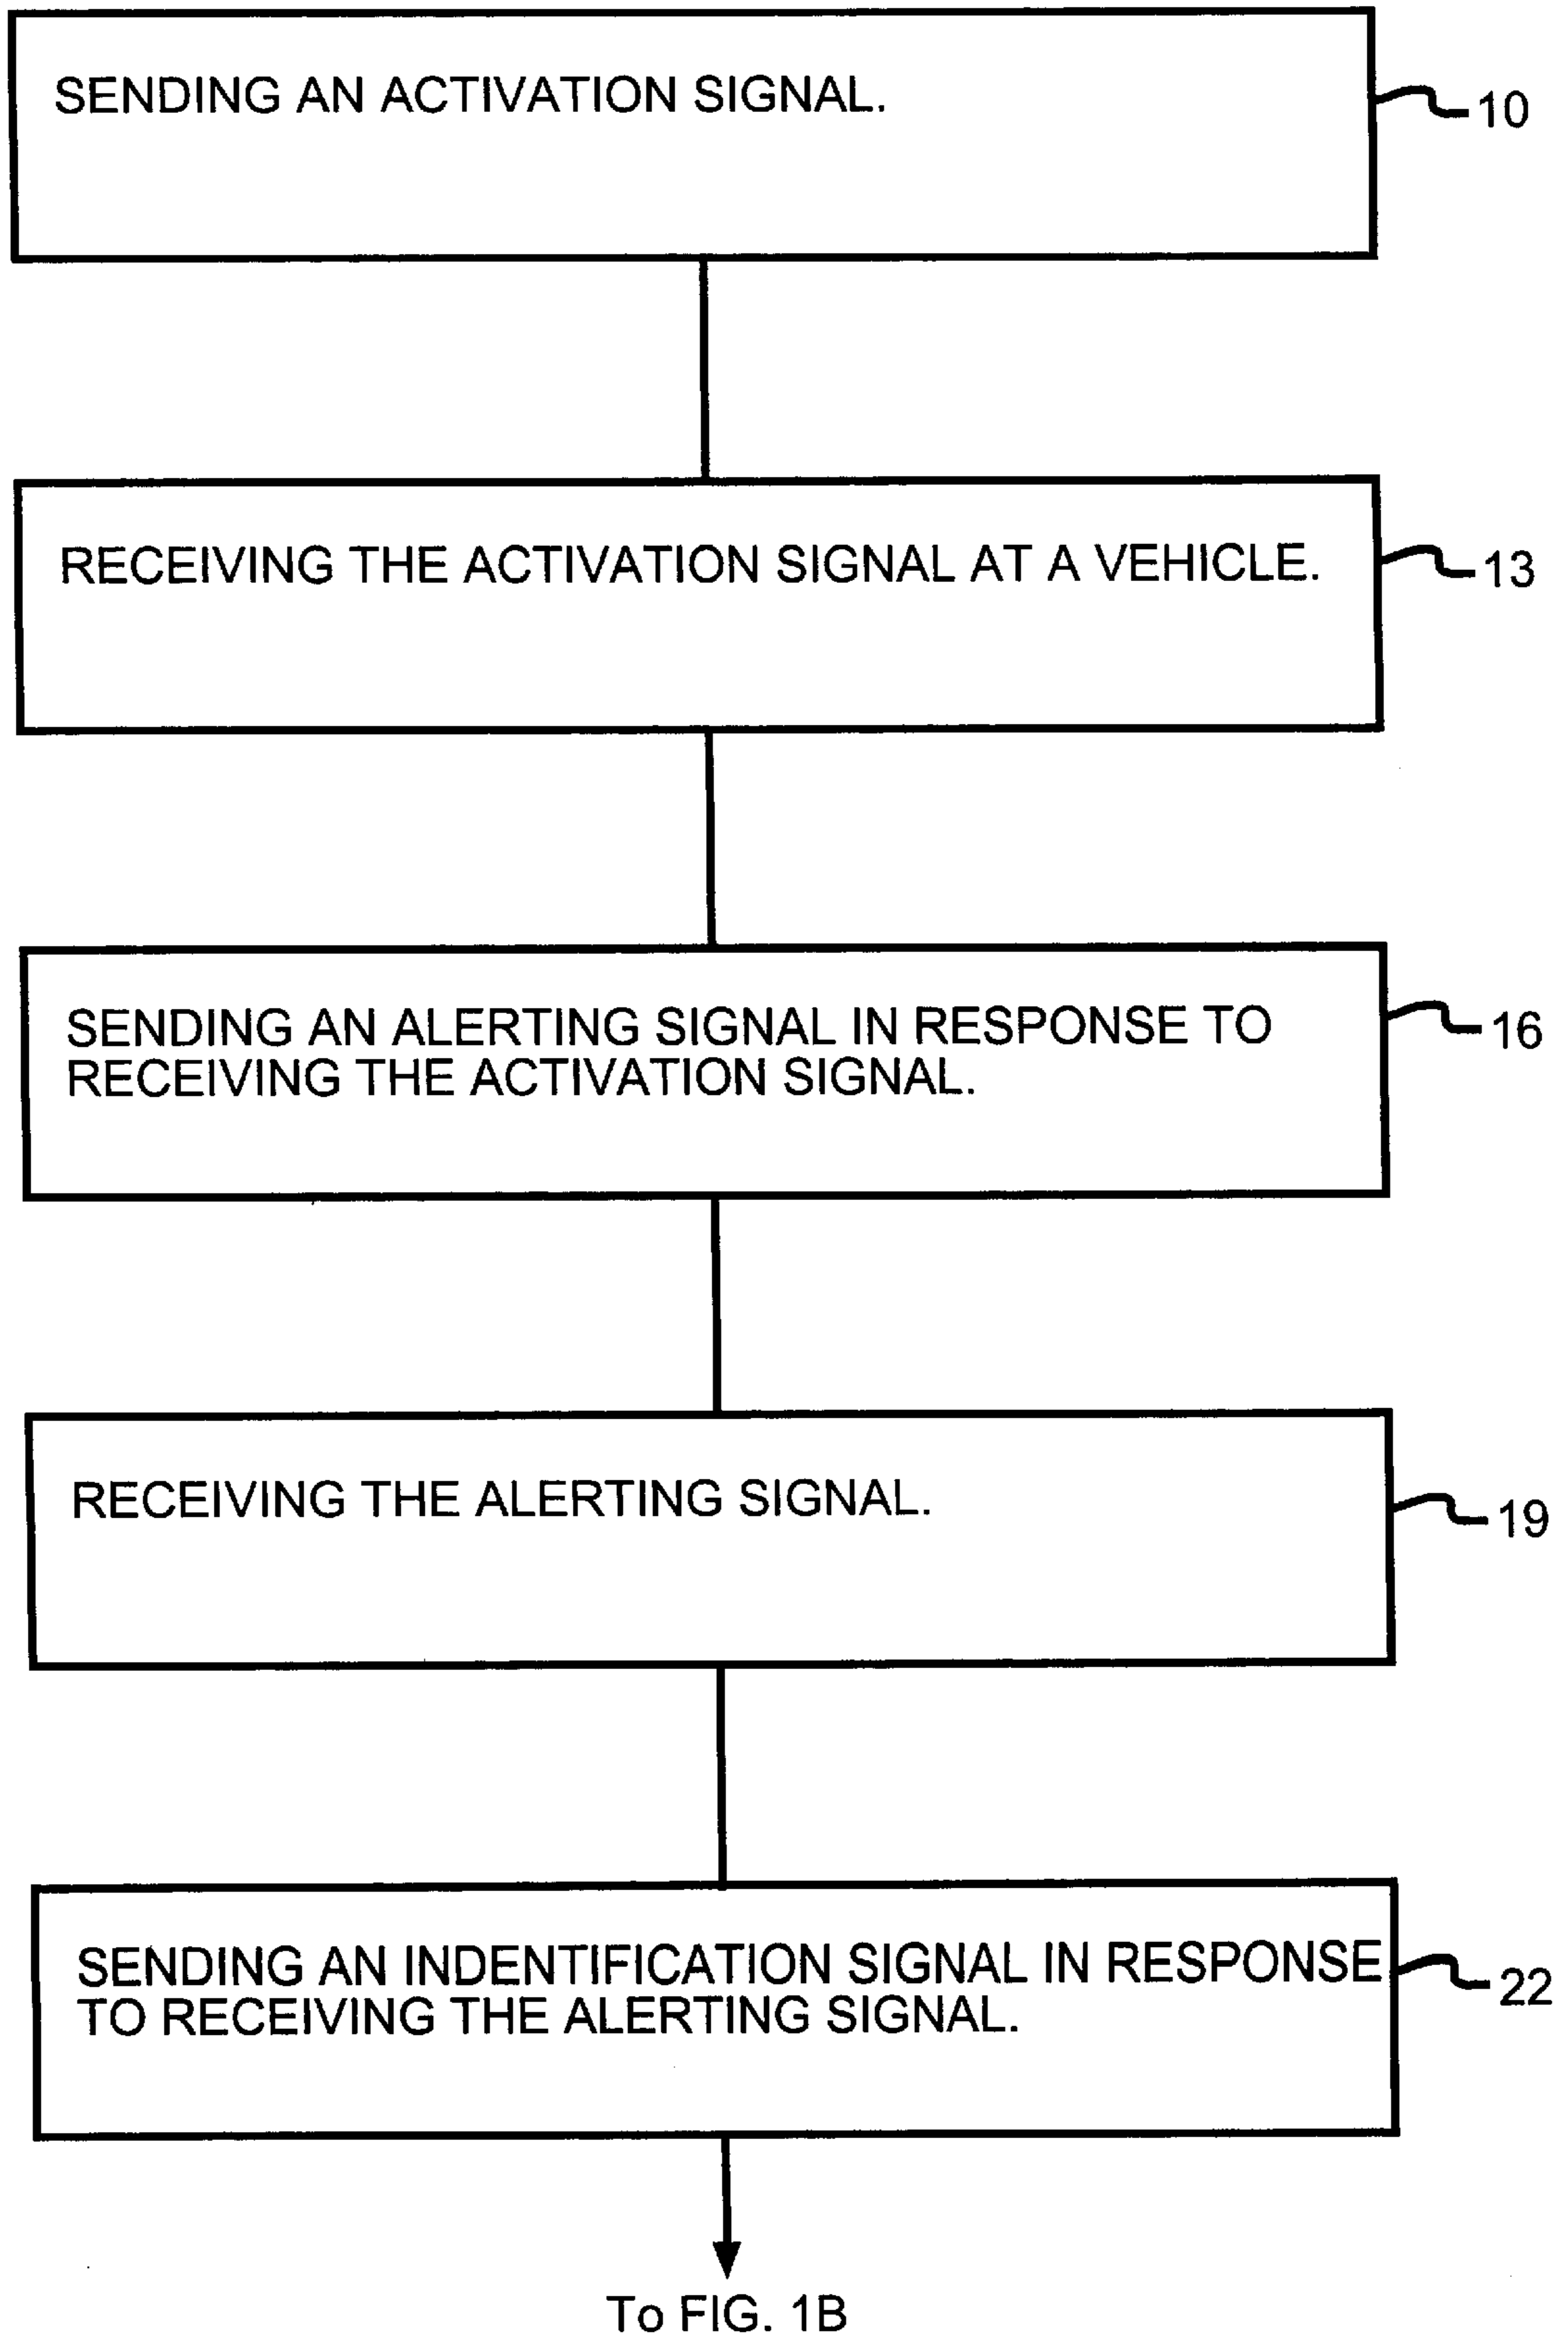 SENDING AN ACTIVATION SIGNAL.
10
RECEIVING THE ACTIVATION SIGNAL AT A VEHICLE.
13
SENDING AN ALERTING SIGNAL IN RESPONSE TO
RECEIVING THE ACTIVATION SIGNAL.
16
RECEIVING THE ALERTING SIGNAL.
19
SENDING AN INDENTIFICATION SIGNAL IN RESPONSE
TO RECEIVING THE ALERTING SIGNAL.
22
To FIG. 1B